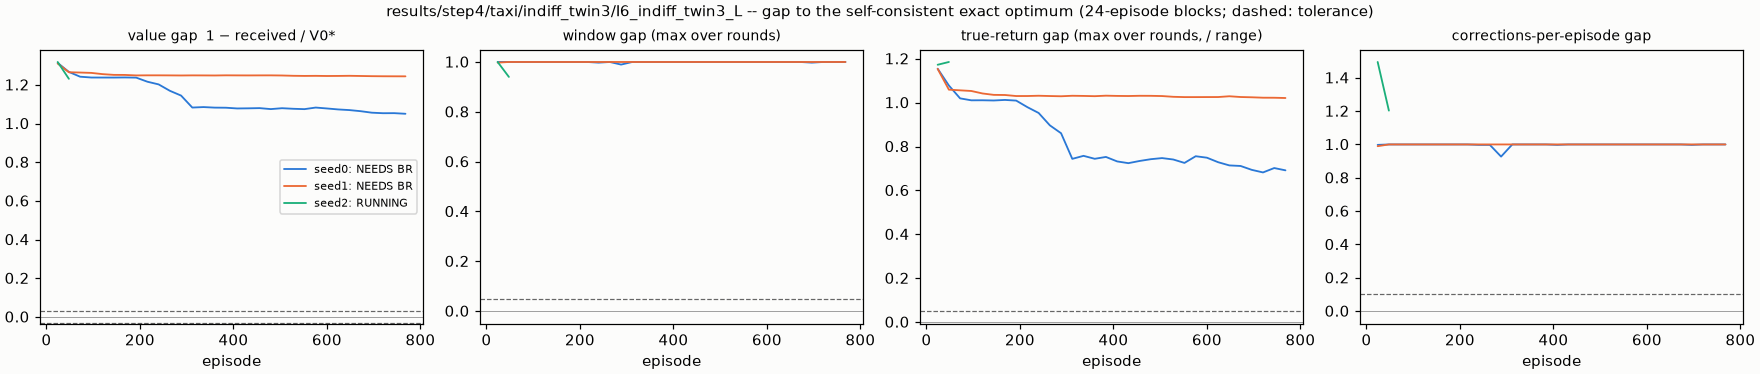 results/step4/taxi/indiff_twin3/I6_indiff_twin3_L -- gap to the self-consistent exact optimum (24-episode blocks; dashed: tolerance)
value gap 1 − received / V0*
1.2
1.0
0.8
0.6
0.4
0.2
0.0
seed0: NEEDS BR
seed1: NEEDS BR
seed2: RUNNING
0 200 400 600 800
episode
window gap (max over rounds)
1.0
0.8
0.6
0.4
0.2
0.0
0 200 400 600 800
episode
true-return gap (max over rounds, / range)
1.2
1.0
0.8
0.6
0.4
0.2
0.0
0 200 400 600 800
episode
corrections-per-episode gap
1.4
1.2
1.0
0.8
0.6
0.4
0.2
0.0
0 200 400 600 800
episode